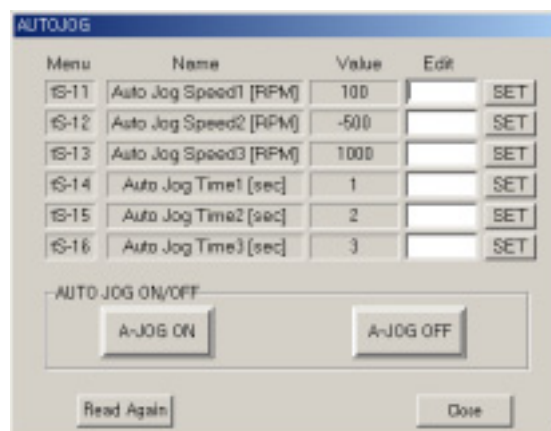 AUTOJOG
Menu Name Value Edit
tS-11 Auto Jog Speed1 [RPM] 100 SET
tS-12 Auto Jog Speed2 [RPM] -500 SET
tS-13 Auto Jog Speed3 [RPM] 1000 SET
tS-14 Auto Jog Time1 [sec] 1 SET
tS-15 Auto Jog Time2 [sec] 2 SET
tS-16 Auto Jog Time3 [sec] 3 SET
AUTO JOG ON/OFF
A-JOG ON A-JOG OFF
Read Again Close